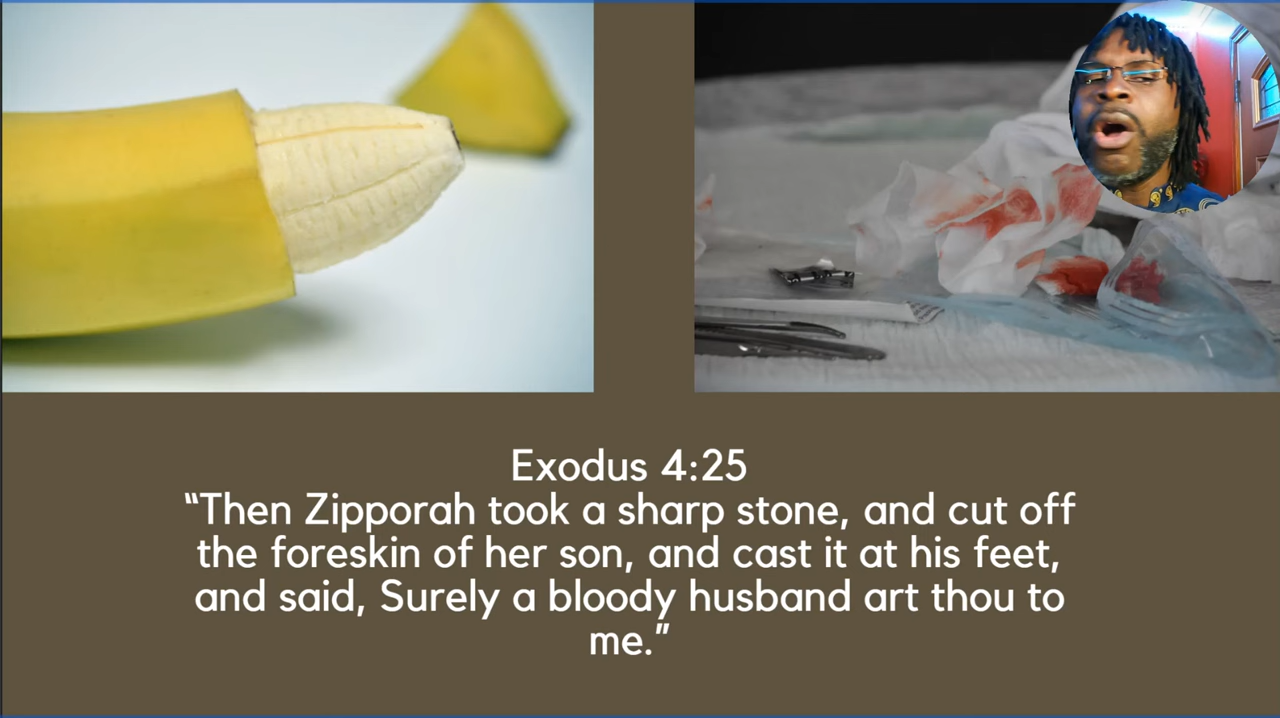 Exodus 4:25
“Then Zipporah took a sharp stone, and cut off
the foreskin of her son, and cast it at his feet,
and said, Surely a bloody husband art thou to
me.”